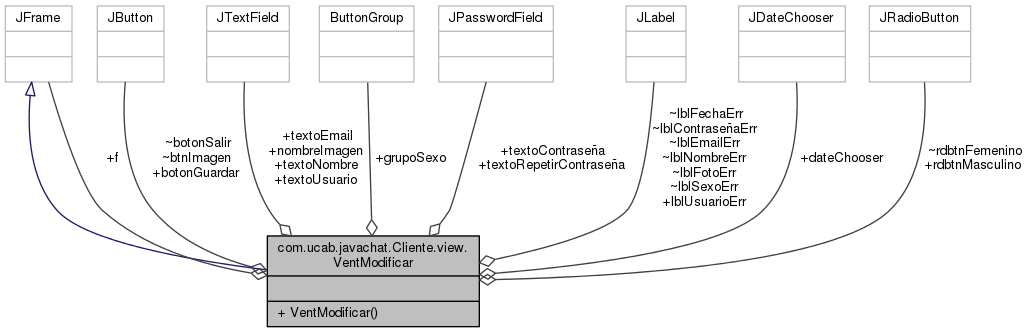 JFrame
JButton
JTextField
ButtonGroup
JPasswordField
JLabel
JDateChooser
JRadioButton
+f
~botonSalir
~btnImagen
+botonGuardar
+textoEmail
+nombreImagen
+textoNombre
+textoUsuario
+grupoSexo
+textoContraseña
+textoRepetirContraseña
~lblFechaErr
~lblContraseñaErr
~lblEmailErr
~lblNombreErr
~lblFotoErr
~lblSexoErr
+lblUsuarioErr
+dateChooser
~rdbtnFemenino
+rdbtnMasculino
com.ucab.javachat.Cliente.view.
VentModificar
+ VentModificar()